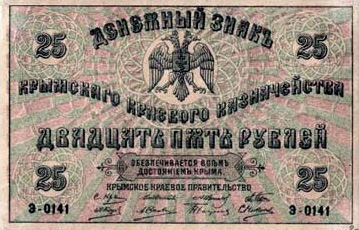 ДЕНЕЖНЫЙ ЗНАКЪ
25 25
КРЫМСКАГО КРАЕВОГО КАЗНАЧЕЙСТВА
ДВАДЦАТЬ ПЯТЬ РУБЛЕЙ
ОБЕЗПЕЧИВАЕТСЯ ВСѢМЪ
ДОСТОЯНІЕМЪ КРЫМА
25 КРЫМСКОЕ КРАЕВОЕ ПРАВИТЕЛЬСТВО 25
Э-0141 Э-0141